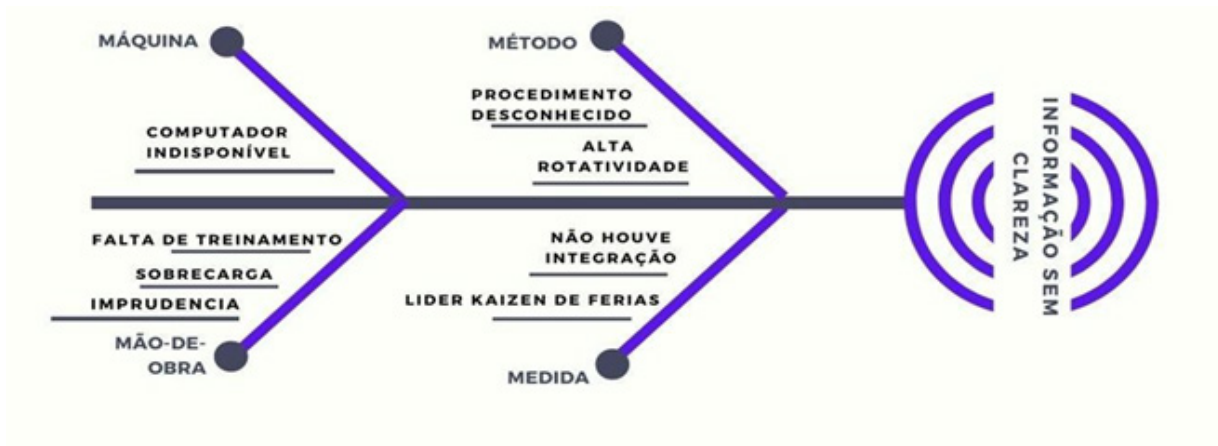 MÁQUINA
COMPUTADOR
INDISPONÍVEL
MÉTODO
PROCEDIMENTO
DESCONHECIDO
ALTA
ROTATIVIDADE
FALTA DE TREINAMENTO
SOBRECARGA
IMPRUDENCIA
MÃO-DE-
OBRA
NÃO HOUVE
INTEGRAÇÃO
LIDER KAIZEN DE FERIAS
MEDIDA
INFORMAÇÃO SEM
CLAREZA